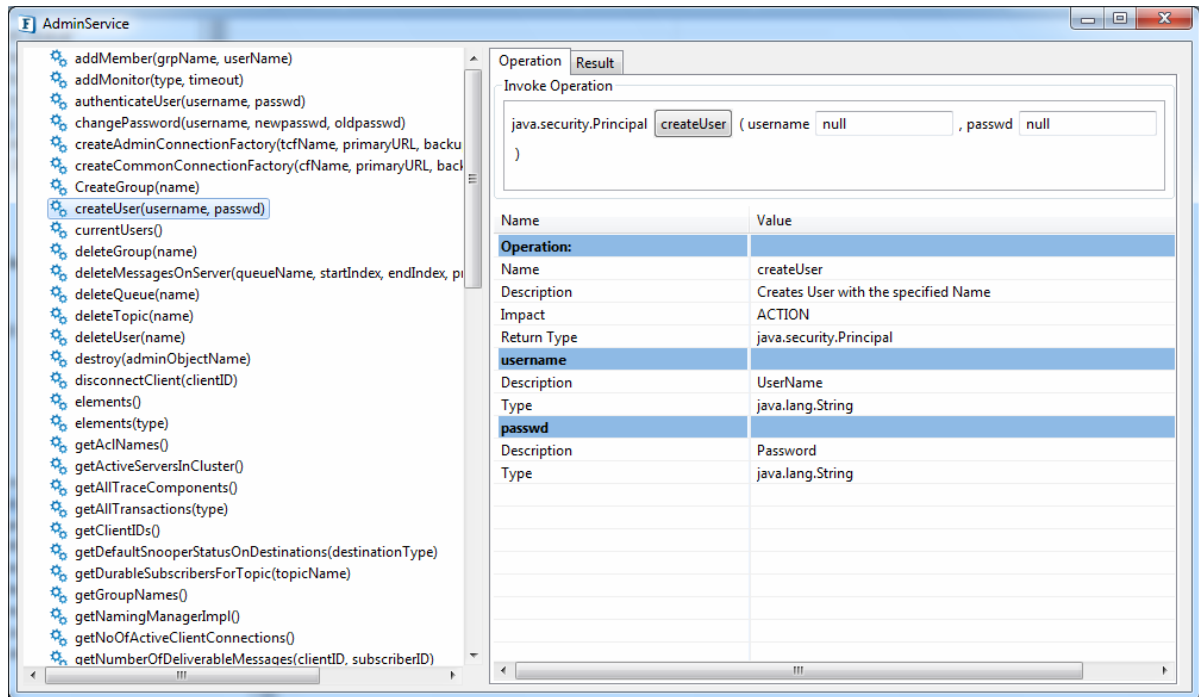 AdminService
addMember(grpName, userName)
addMonitor(type, timeout)
authenticateUser(username, passwd)
changePassword(username, newpasswd, oldpasswd)
createAdminConnectionFactory(tcfName, primaryURL, backu
createCommonConnectionFactory(cfName, primaryURL, back
CreateGroup(name)
createUser(username, passwd)
currentUsers()
deleteGroup(name)
deleteMessagesOnServer(queueName, startIndex, endIndex, pr
deleteQueue(name)
deleteTopic(name)
deleteUser(name)
destroy(adminObjectName)
disconnectClient(clientID)
elements()
elements(type)
getAclNames()
getActiveServersInCluster()
getAllTraceComponents()
getAllTransactions(type)
getClientIDs()
getDefaultSnooperStatusOnDestinations(destinationType)
getDurableSubscribersForTopic(topicName)
getGroupNames()
getNamingManagerImpl()
getNoOfActiveClientConnections()
getNumberOfDeliverableMessages(clientID, subscriberID)
Operation Result
Invoke Operation
java.security.Principal createUser ( username null , passwd null
)
Name Value
Operation:
Name createUser
Description Creates User with the specified Name
Impact ACTION
Return Type java.security.Principal
username
Description UserName
Type java.lang.String
passwd
Description Password
Type java.lang.String